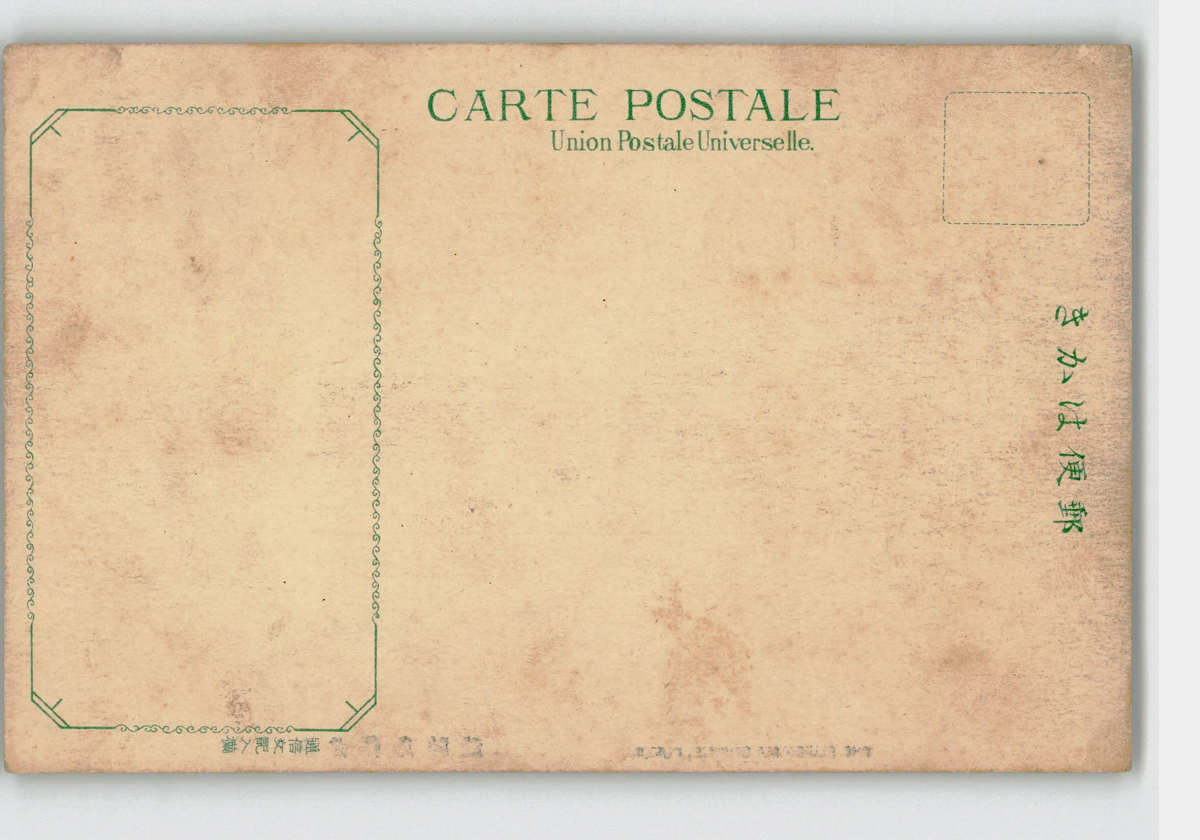 CARTE POSTALE
Union Postale Universelle.
郵便はかき